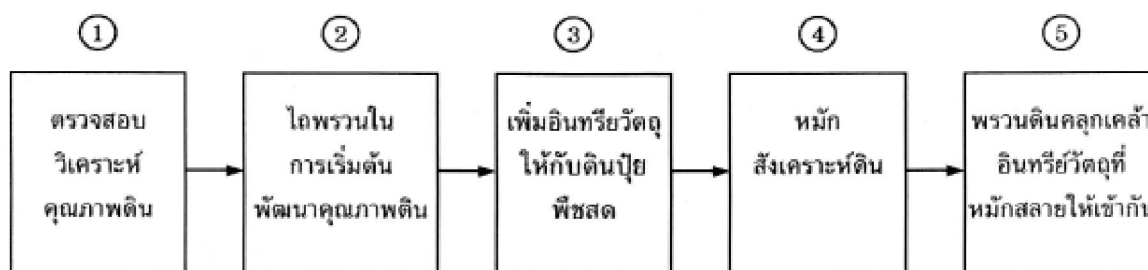 ①
②
③
④
⑤
ตรวจสอบ
วิเคราะห์
คุณภาพดิน
ไถพรวนใน
การเริ่มต้น
พัฒนาคุณภาพดิน
เพิ่มอินทรียวัตถุ
ให้กับดินปุ๋ย
พืชสด
หมัก
สังเคราะห์ดิน
พรวนดินคลุกเคล้า
อินทรีย์วัตถุที่
หมักสลายให้เข้ากัน